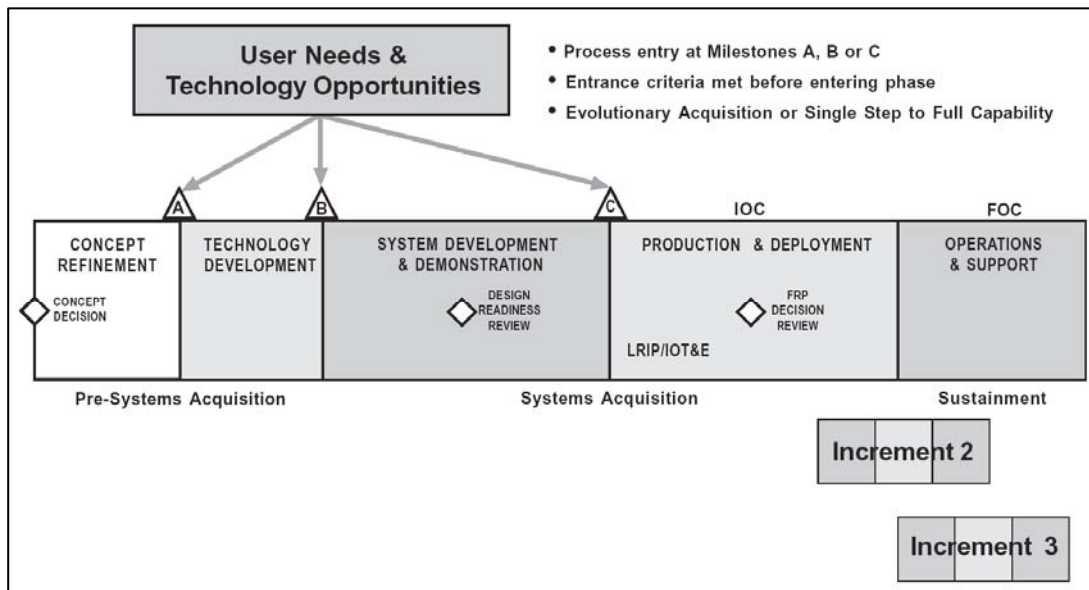 User Needs &
Technology Opportunities
• Process entry at Milestones A, B or C
• Entrance criteria met before entering phase
• Evolutionary Acquisition or Single Step to Full Capability
A
B
C
IOC
FOC
CONCEPT
REFINEMENT
TECHNOLOGY
DEVELOPMENT
SYSTEM DEVELOPMENT
& DEMONSTRATION
PRODUCTION & DEPLOYMENT
OPERATIONS
& SUPPORT
CONCEPT
DECISION
DESIGN
READINESS
REVIEW
FRP
DECISION
REVIEW
LRIP/IOT&E
Pre-Systems Acquisition
Systems Acquisition
Sustainment
Increment 2
Increment 3